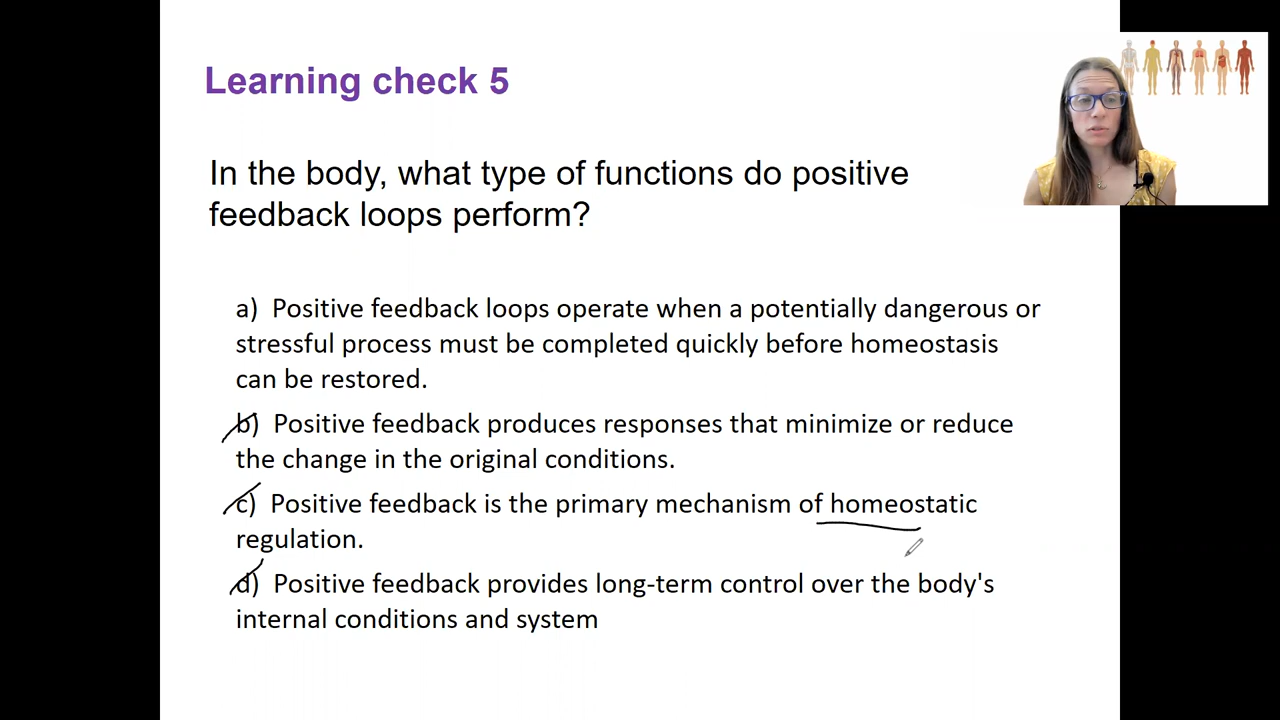 Learning check 5
In the body, what type of functions do positive
feedback loops perform?
a) Positive feedback loops operate when a potentially dangerous or
stressful process must be completed quickly before homeostasis
can be restored.
b) Positive feedback produces responses that minimize or reduce
the change in the original conditions.
c) Positive feedback is the primary mechanism of homeostatic
regulation.
d) Positive feedback provides long-term control over the body's
internal conditions and system